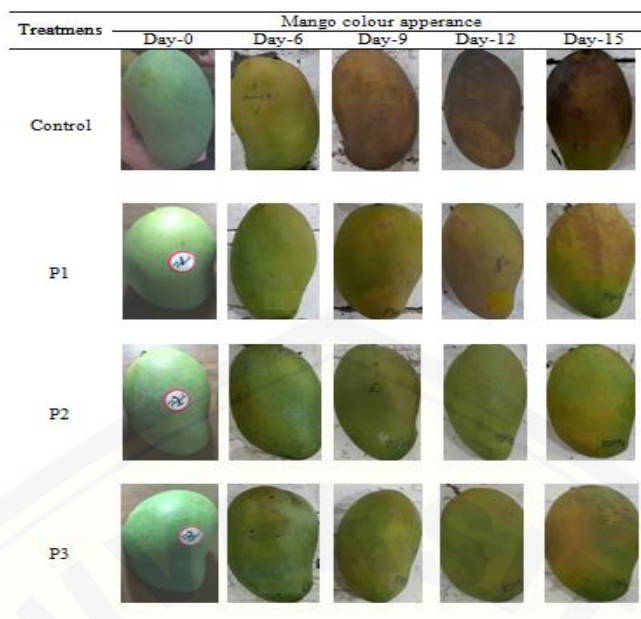 Treatmens
Mango colour apperance
Day-0 Day-6 Day-9 Day-12 Day-15
Control
P1
P2
P3